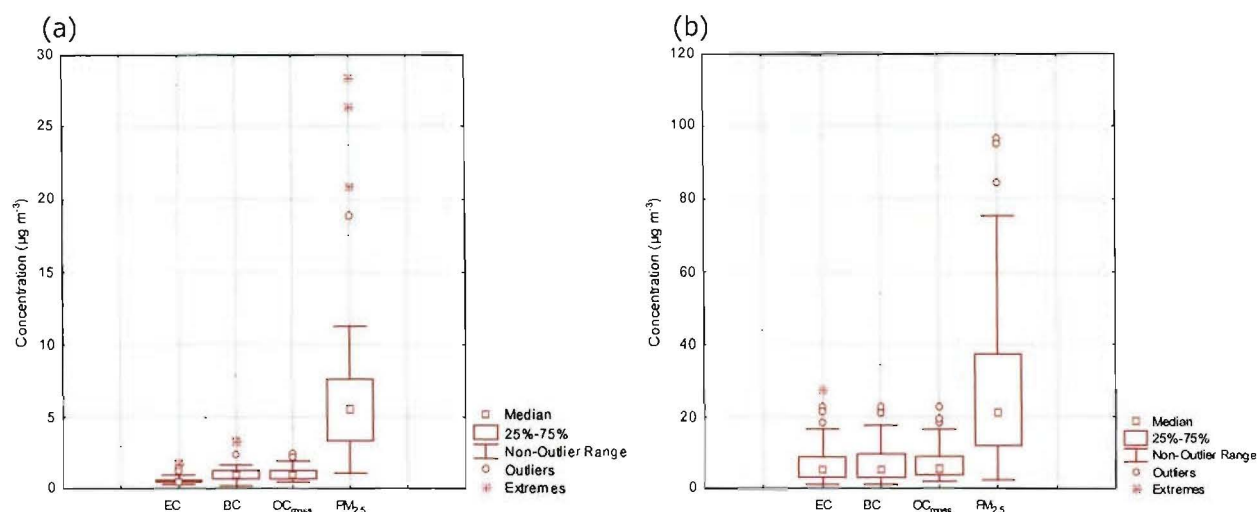 (a)
30
25
20
15
10
5
0
Concentration (µg m⁻³)
EC BC OCmass PM2.5
Median
25%-75%
Non-Outlier Range
Outliers
Extremes
(b)
120
100
80
60
40
20
0
Concentration (µg m⁻³)
EC BC OCmass PM2.5
Median
25%-75%
Non-Outlier Range
Outliers
Extremes